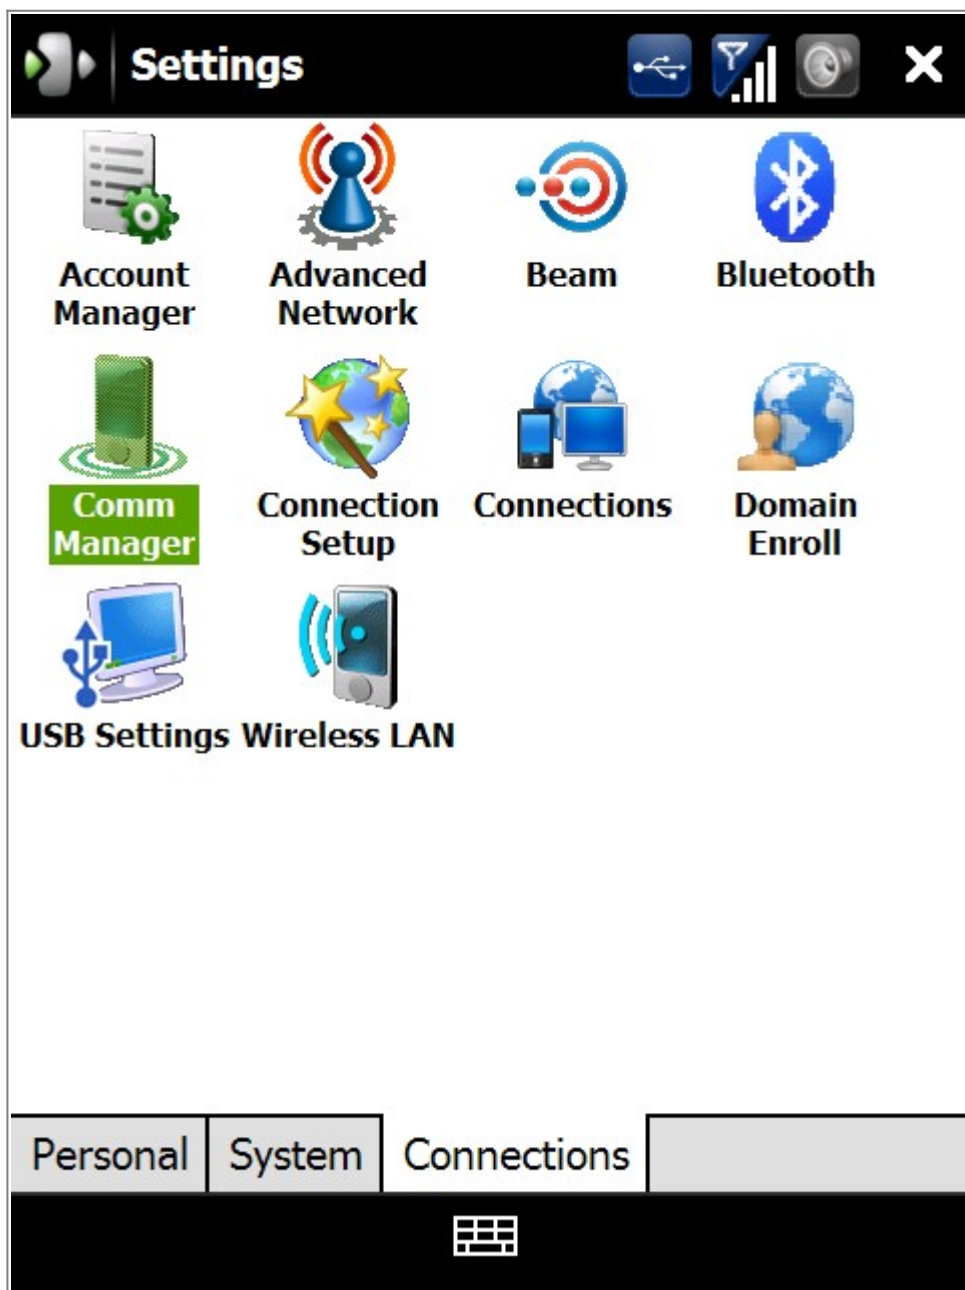 Settings
Account
Manager
Advanced
Network
Beam
Bluetooth
Comm
Manager
Connection
Setup
Connections
Domain
Enroll
USB Settings
Wireless LAN
Personal
System
Connections